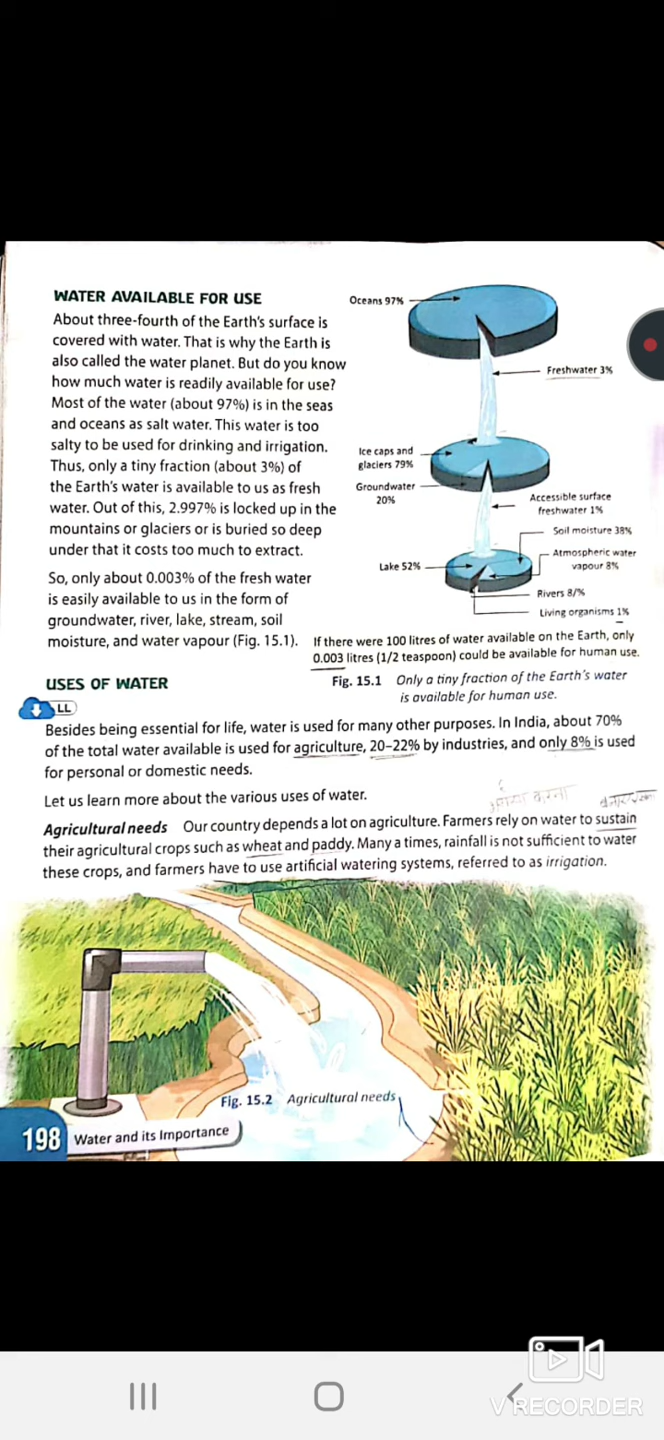 WATER AVAILABLE FOR USE
About three-fourth of the Earth's surface is
covered with water. That is why the Earth is
also called the water planet. But do you know
how much water is readily available for use?
Most of the water (about 97%) is in the seas
and oceans as salt water. This water is too
salty to be used for drinking and irrigation.
Thus, only a tiny fraction (about 3%) of
the Earth's water is available to us as fresh
water. Out of this, 2.997% is locked up in the
mountains or glaciers or is buried so deep
under that it costs too much to extract.
So, only about 0.003% of the fresh water
is easily available to us in the form of
groundwater, river, lake, stream, soil
moisture, and water vapour (Fig. 15.1).
Oceans 97%
Freshwater 3%
Ice caps and
glaciers 79%
Groundwater
20%
Accessible surface
freshwater 1%
Soil moisture 38%
Lake 52%
Atmospheric water
vapour 8%
Rivers 8/%
Living organisms 1%
If there were 100 litres of water available on the Earth, only
0.003 litres (1/2 teaspoon) could be available for human use.
Fig. 15.1 Only a tiny fraction of the Earth's water
is available for human use.
USES OF WATER
LL
Besides being essential for life, water is used for many other purposes. In India, about 70%
of the total water available is used for agriculture, 20–22% by industries, and only 8% is used
for personal or domestic needs.
Let us learn more about the various uses of water.
Agricultural needs Our country depends a lot on agriculture. Farmers rely on water to sustain
their agricultural crops such as wheat and paddy. Many a times, rainfall is not sufficient to water
these crops, and farmers have to use artificial watering systems, referred to as irrigation.
Fig. 15.2 Agricultural needs
198 Water and its Importance
V RECORDER